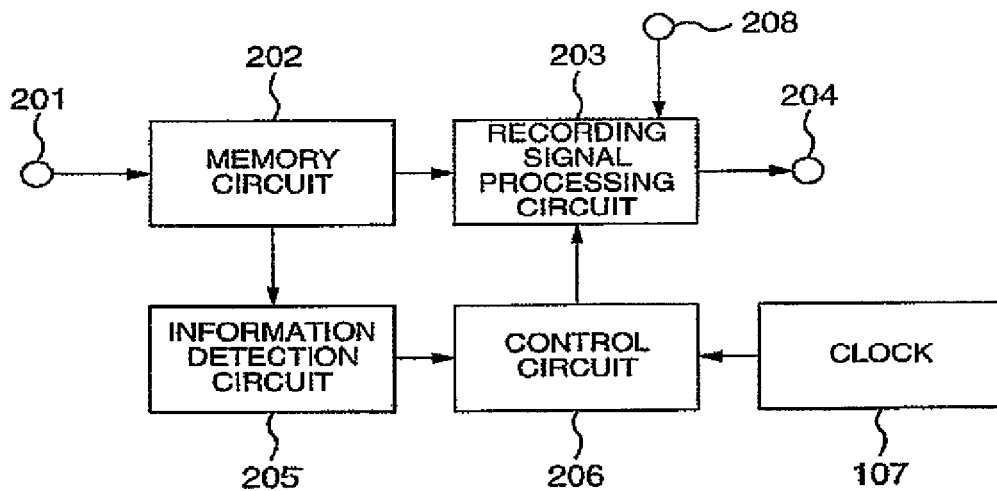 208
202
203
201
204
MEMORY
CIRCUIT
RECORDING
SIGNAL
PROCESSING
CIRCUIT
INFORMATION
DETECTION
CIRCUIT
CONTROL
CIRCUIT
CLOCK
205
206
107